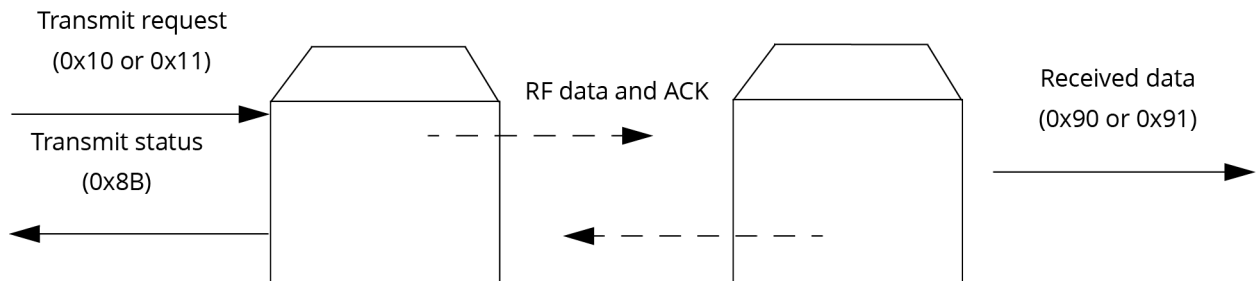 Transmit request
(0x10 or 0x11)
Transmit status
(0x8B)
RF data and ACK
Received data
(0x90 or 0x91)